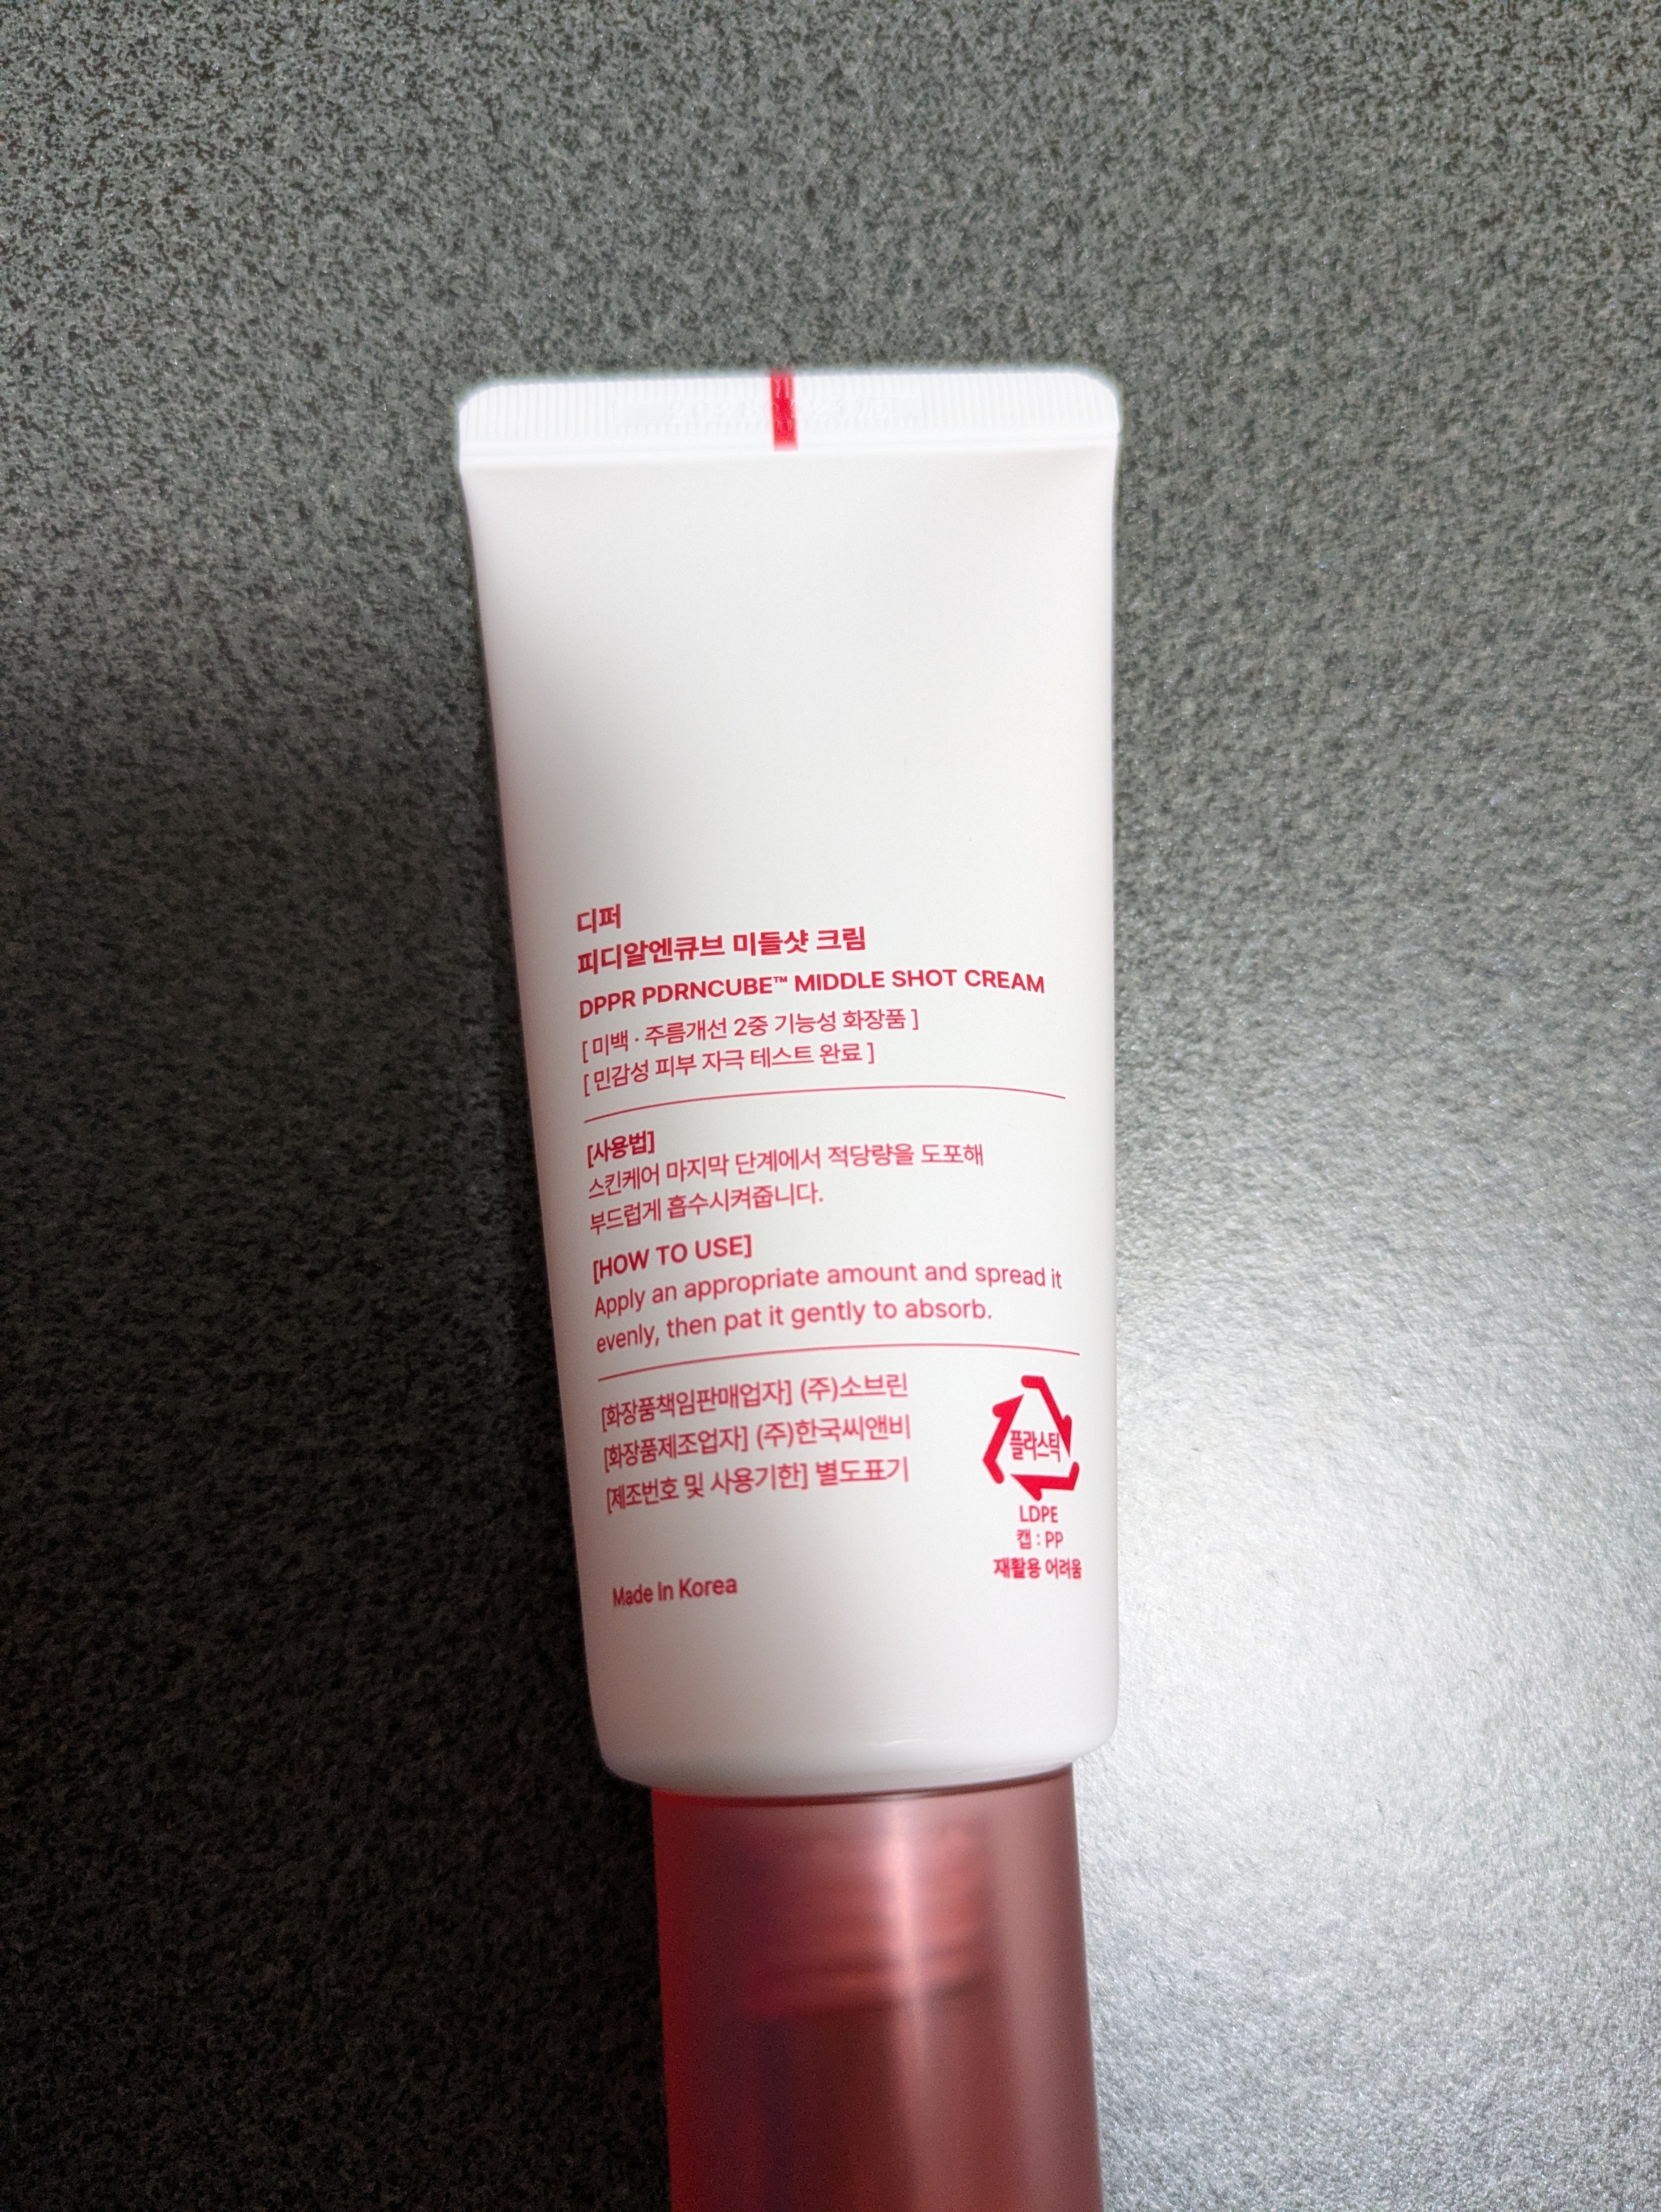 디퍼
피디알엔큐브 미들샷 크림
DPPR PDRNCUBE™ MIDDLE SHOT CREAM
[ 미백 · 주름개선 2중 기능성 화장품 ]
[ 민감성 피부 자극 테스트 완료 ]
[사용법]
스킨케어 마지막 단계에서 적당량을 도포해
부드럽게 흡수시켜줍니다.
[HOW TO USE]
Apply an appropriate amount and spread it
evenly, then pat it gently to absorb.
[화장품책임판매업자] (주)소브린
[화장품제조업자] (주)한국씨앤비
[제조번호 및 사용기한] 별도표기
Made In Korea
플라스틱
LDPE
캡 : PP
재활용 어려움